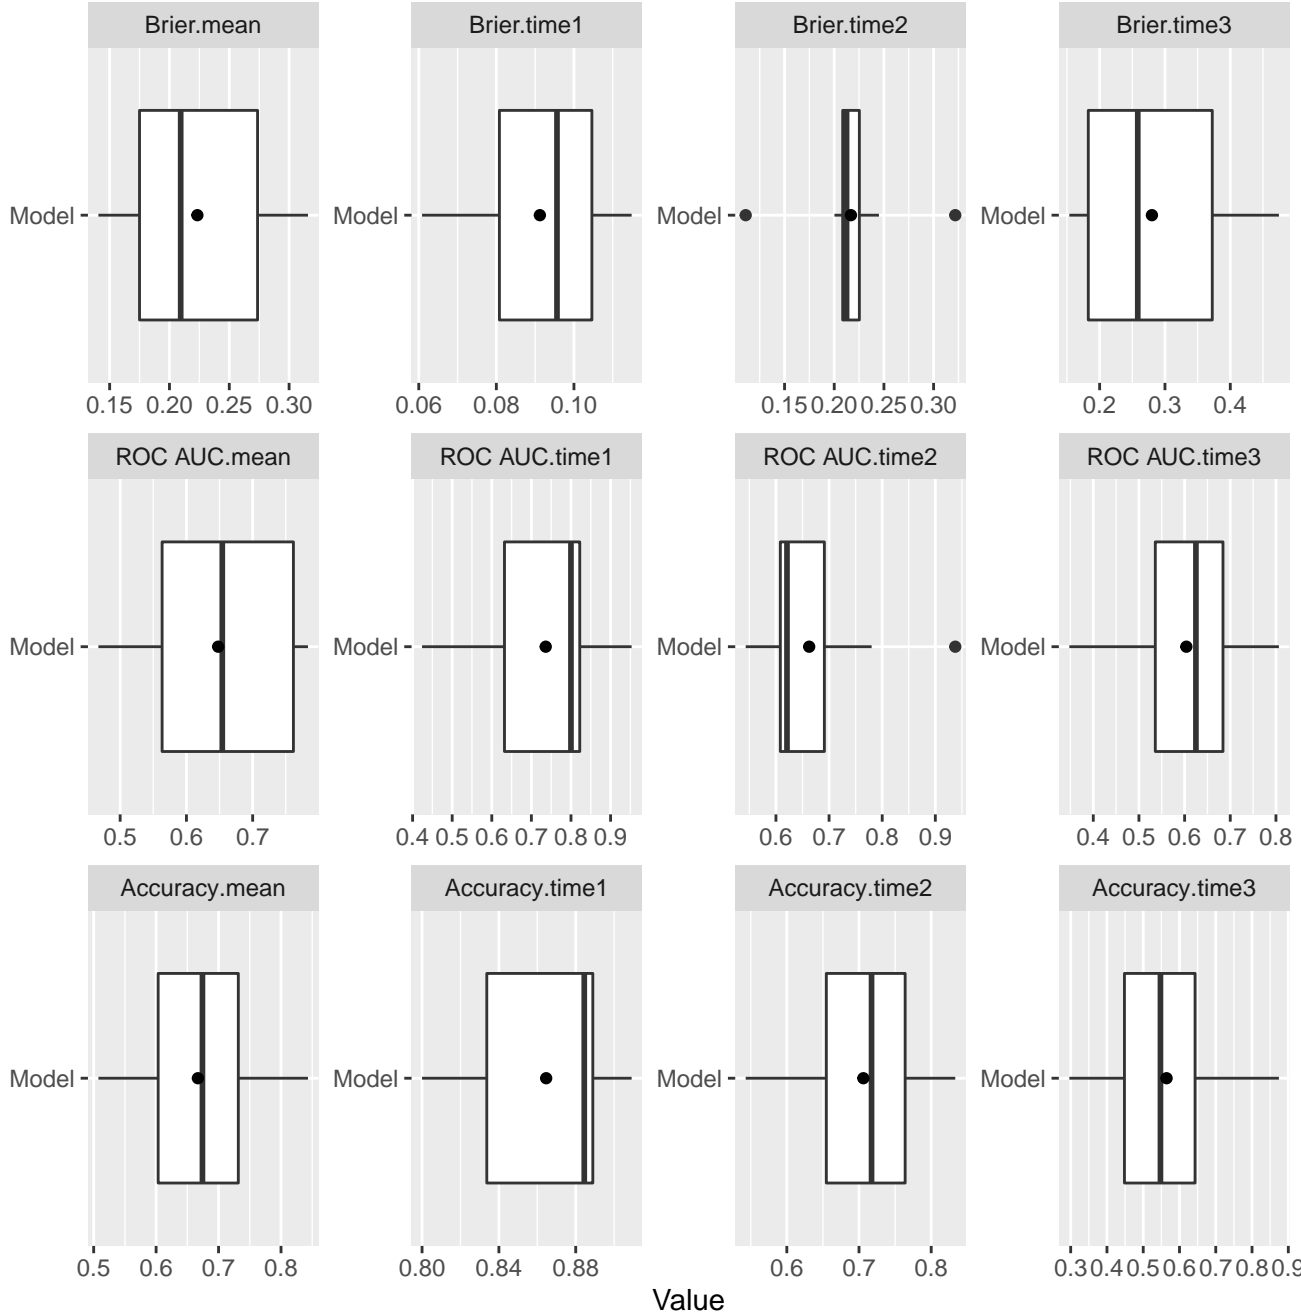 Brier.mean Brier.time1 Brier.time2 Brier.time3
Model Model Model Model
0.15 0.20 0.25 0.30 0.06 0.08 0.10 0.15 0.20 0.25 0.30 0.2 0.3 0.4
ROC AUC.mean ROC AUC.time1 ROC AUC.time2 ROC AUC.time3
Model Model Model Model
0.5 0.6 0.7 0.4 0.5 0.6 0.7 0.8 0.9 0.6 0.7 0.8 0.9 0.4 0.5 0.6 0.7 0.8
Accuracy.mean Accuracy.time1 Accuracy.time2 Accuracy.time3
Model Model Model Model
0.5 0.6 0.7 0.8 0.80 0.84 0.88 0.6 0.7 0.8 0.3 0.4 0.5 0.6 0.7 0.8 0.9
Value